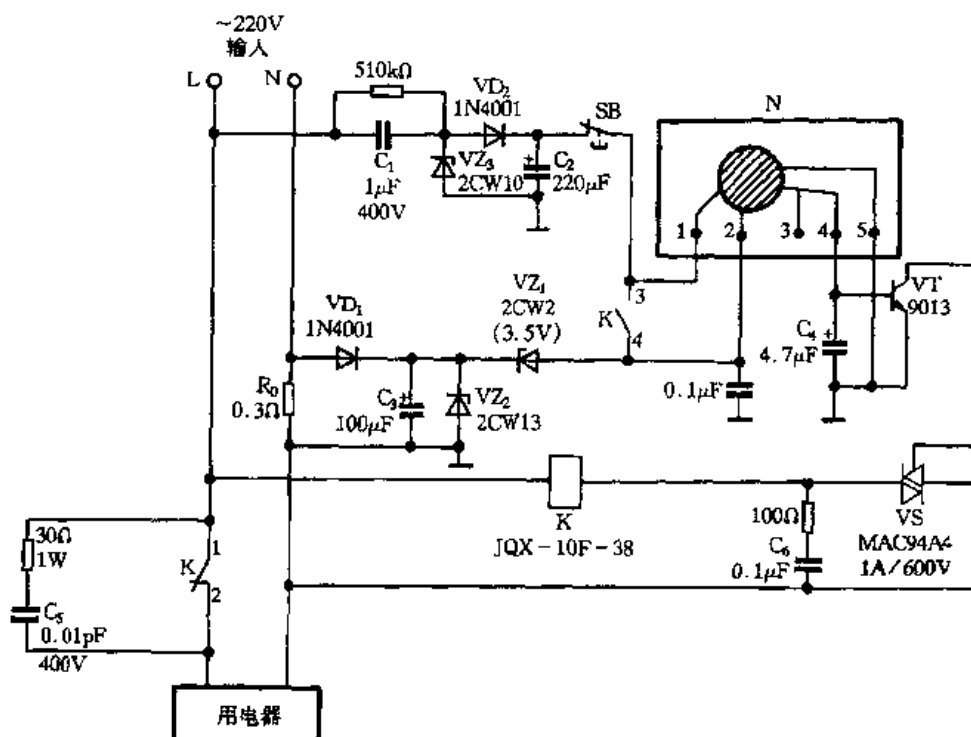 ~220V
输入
L
N
510kΩ
VD₂
1N4001
SB
N
C₁
1μF
400V
VZ₃
2CW10
C₂
220μF
1
2
3
4
5
VT
9013
VD₁
1N4001
VZ₁
2CW2
(3.5V)
3
K
4
C₄
4.7μF
R₀
0.3Ω
C₃
100μF
VZ₂
2CW13
0.1μF
K
JQX-10F-38
100Ω
C₆
0.1μF
VS
MAC94A4
1A/600V
30Ω
1W
K
1
2
C₅
0.01pF
400V
用电器